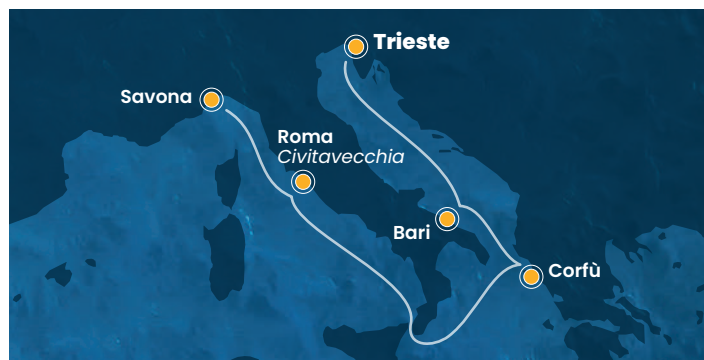 Trieste
Savona
Roma
Civitavecchia
Bari
Corfù